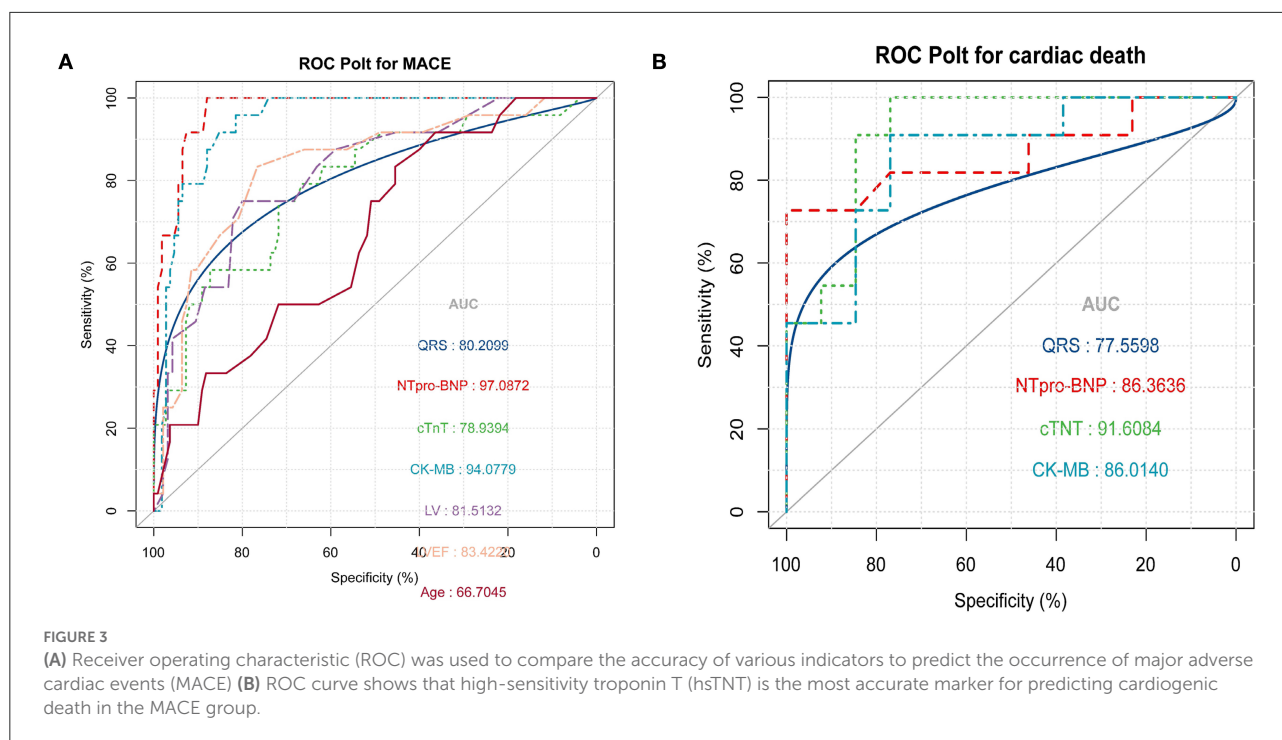 A
ROC Polt for MACE
Sensitivity (%)
100
80
60
40
20
0
AUC
QRS : 80.2099
NTpro-BNP : 97.0872
cTnT : 78.9394
CK-MB : 94.0779
LV : 81.5132
Age : 66.7045
100
80
60
40
20
0
Specificity (%)
B
ROC Polt for cardiac death
Sensitivity (%)
100
80
60
40
20
0
AUC
QRS : 77.5598
NTpro-BNP : 86.3636
cTNT : 91.6084
CK-MB : 86.0140
100
80
60
40
20
0
Specificity (%)
FIGURE 3
(A) Receiver operating characteristic (ROC) was used to compare the accuracy of various indicators to predict the occurrence of major adverse
cardiac events (MACE) (B) ROC curve shows that high-sensitivity troponin T (hsTNT) is the most accurate marker for predicting cardiogenic
death in the MACE group.